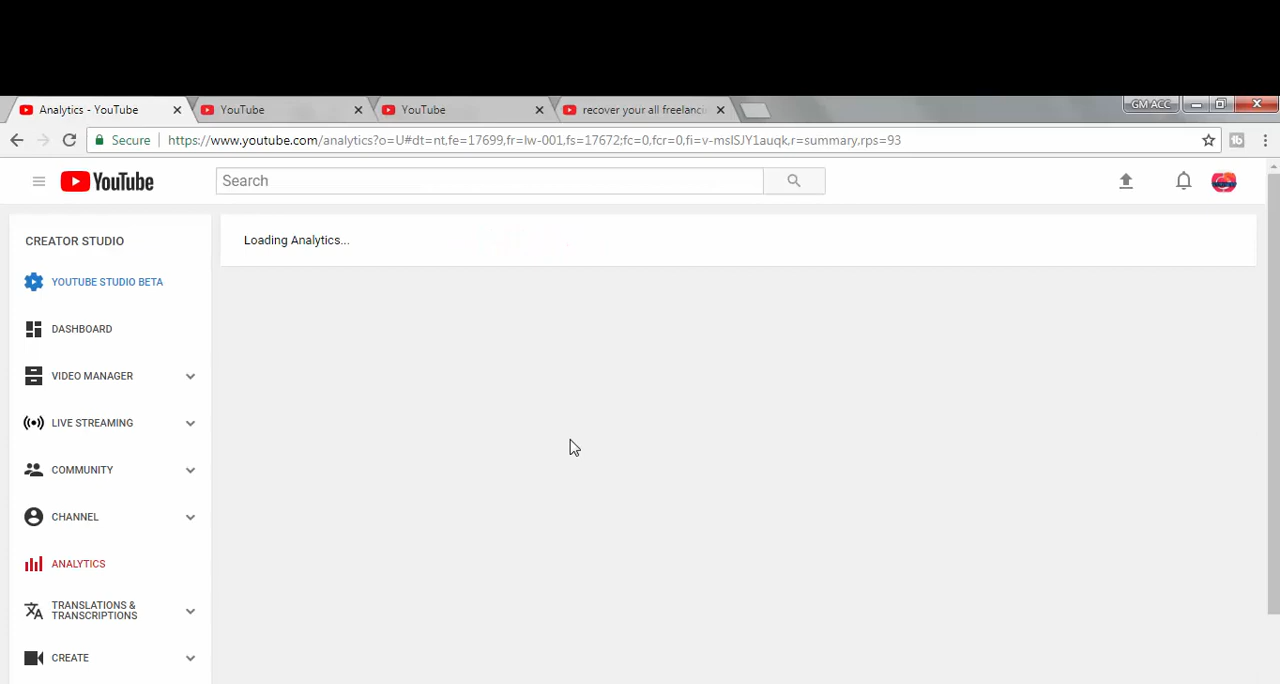 Analytics - YouTube
YouTube
YouTube
recover your all freelanc
GM ACC
Secure
https://www.youtube.com/analytics?o=U#dt=nt,fe=17699,fr=lw-001,fs=17672;fc=0,fcr=0,fi=v-mslSJY1auqk,r=summary,rps=93
YouTube
Search
CREATOR STUDIO
Loading Analytics...
YOUTUBE STUDIO BETA
DASHBOARD
VIDEO MANAGER
LIVE STREAMING
COMMUNITY
CHANNEL
ANALYTICS
TRANSLATIONS &
TRANSCRIPTIONS
CREATE